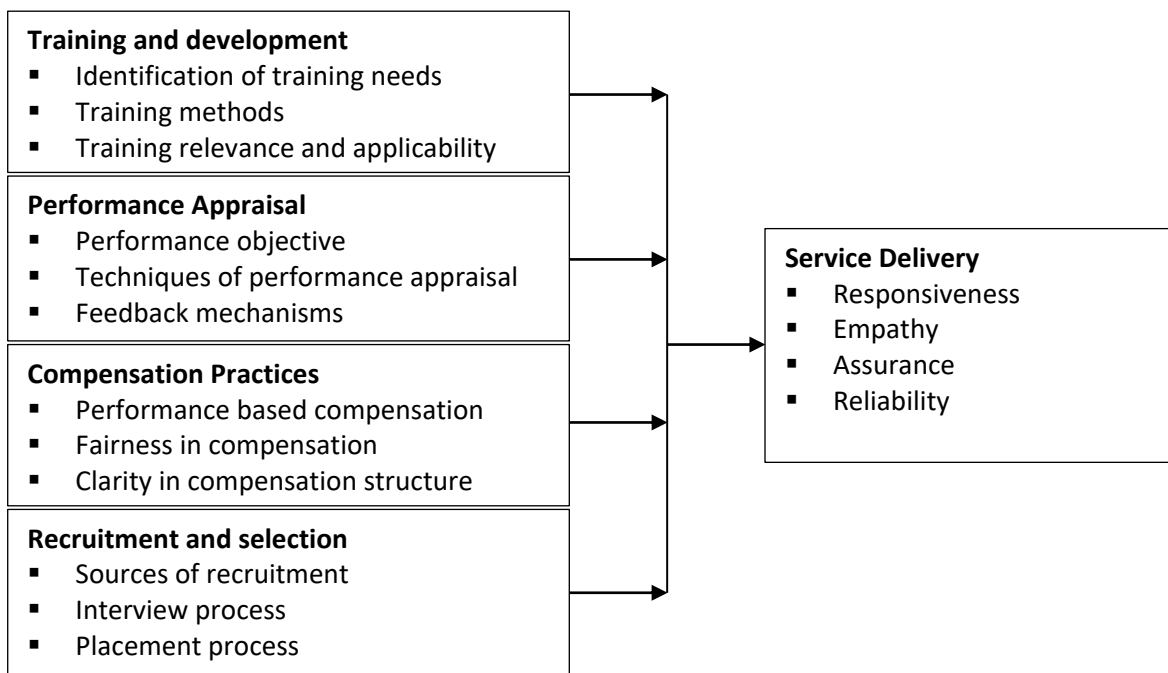 Training and development
▪ Identification of training needs
▪ Training methods
▪ Training relevance and applicability
Performance Appraisal
▪ Performance objective
▪ Techniques of performance appraisal
▪ Feedback mechanisms
Compensation Practices
▪ Performance based compensation
▪ Fairness in compensation
▪ Clarity in compensation structure
Recruitment and selection
▪ Sources of recruitment
▪ Interview process
▪ Placement process
Service Delivery
▪ Responsiveness
▪ Empathy
▪ Assurance
▪ Reliability